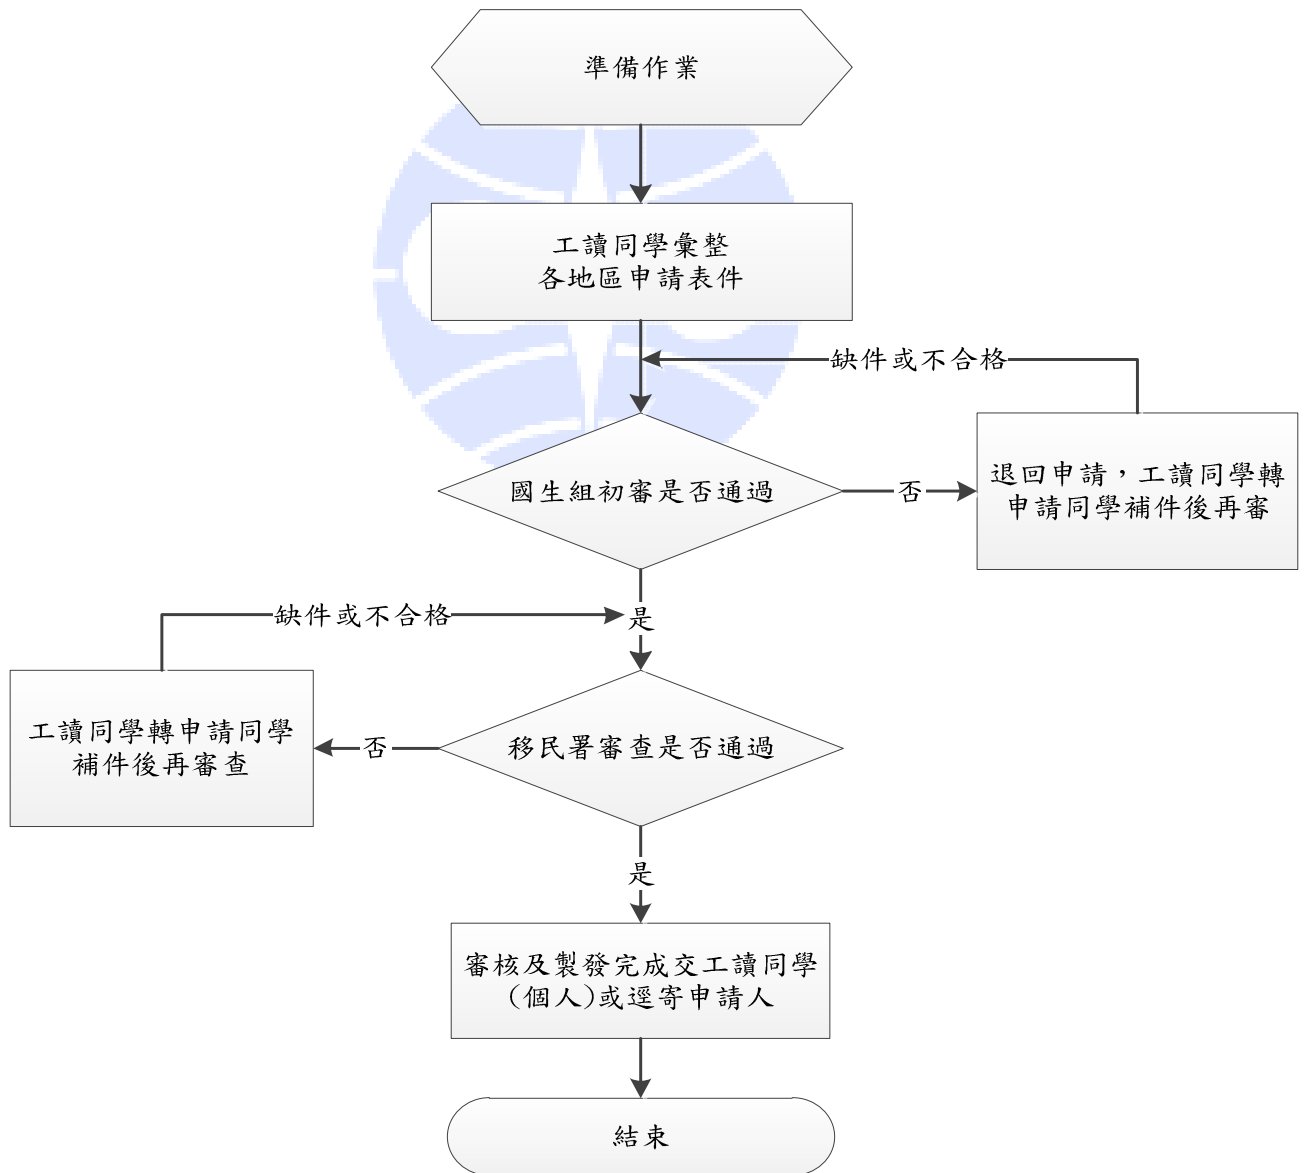 準備作業
工讀同學彙整
各地區申請表件
缺件或不合格
國生組初審是否通過
否
退回申請，工讀同學轉
申請同學補件後再審
缺件或不合格
是
工讀同學轉申請同學
補件後再審查
否
移民署審查是否通過
是
審核及製發完成交工讀同學
(個人)或逕寄申請人
結束